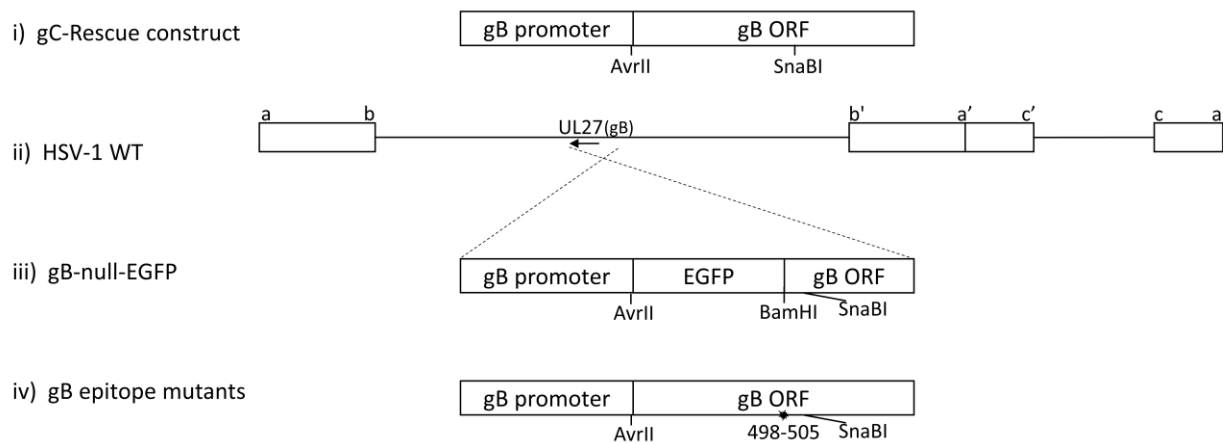 i) gC-Rescue construct
gB promoter gB ORF
AvrII SnaBI
a b b' a' c' c a
UL27(gB)
ii) HSV-1 WT
iii) gB-null-EGFP
gB promoter EGFP gB ORF
AvrII BamHI SnaBI
iv) gB epitope mutants
gB promoter gB ORF
AvrII 498-505 SnaBI